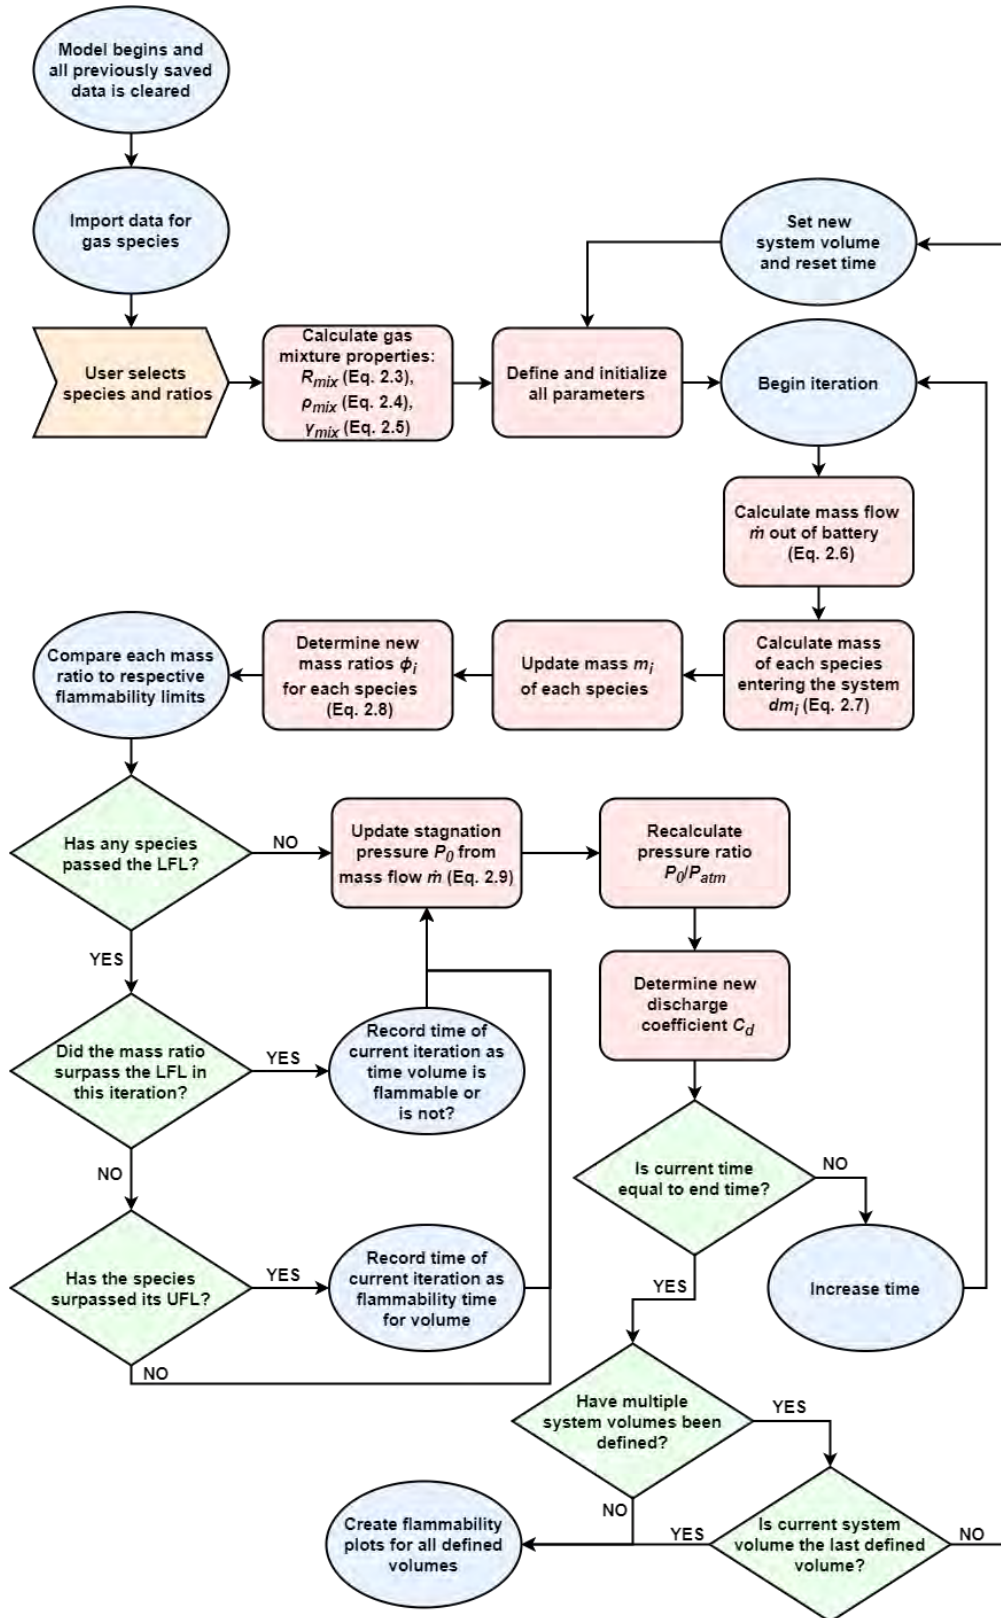 Model begins and
all previously saved
data is cleared
Import data for
gas species
Set new
system volume
and reset time
User selects
species and ratios
Calculate gas
mixture properties:
R_mix (Eq. 2.3),
ρ_mix (Eq. 2.4),
γ_mix (Eq. 2.5)
Define and initialize
all parameters
Begin iteration
Calculate mass flow
ṁ out of battery
(Eq. 2.6)
Calculate mass
of each species
entering the system
dm_i (Eq. 2.7)
Update mass m_i
of each species
Determine new
mass ratios ϕ_i
for each species
(Eq. 2.8)
Compare each mass
ratio to respective
flammability limits
Has any species
passed the LFL?
NO
YES
Update stagnation
pressure P_0 from
mass flow ṁ (Eq. 2.9)
Recalculate
pressure ratio
P_0/P_atm
Determine new
discharge
coefficient C_d
Did the mass ratio
surpass the LFL in
this iteration?
YES
NO
Record time of
current iteration as
time volume is
flammable or
is not?
Has the species
surpassed its UFL?
YES
NO
Record time of
current iteration as
flammability time
for volume
Is current time
equal to end time?
NO
YES
Increase time
Have multiple
system volumes been
defined?
YES
NO
Is current system
volume the last defined
volume?
YES
NO
Create flammability
plots for all defined
volumes